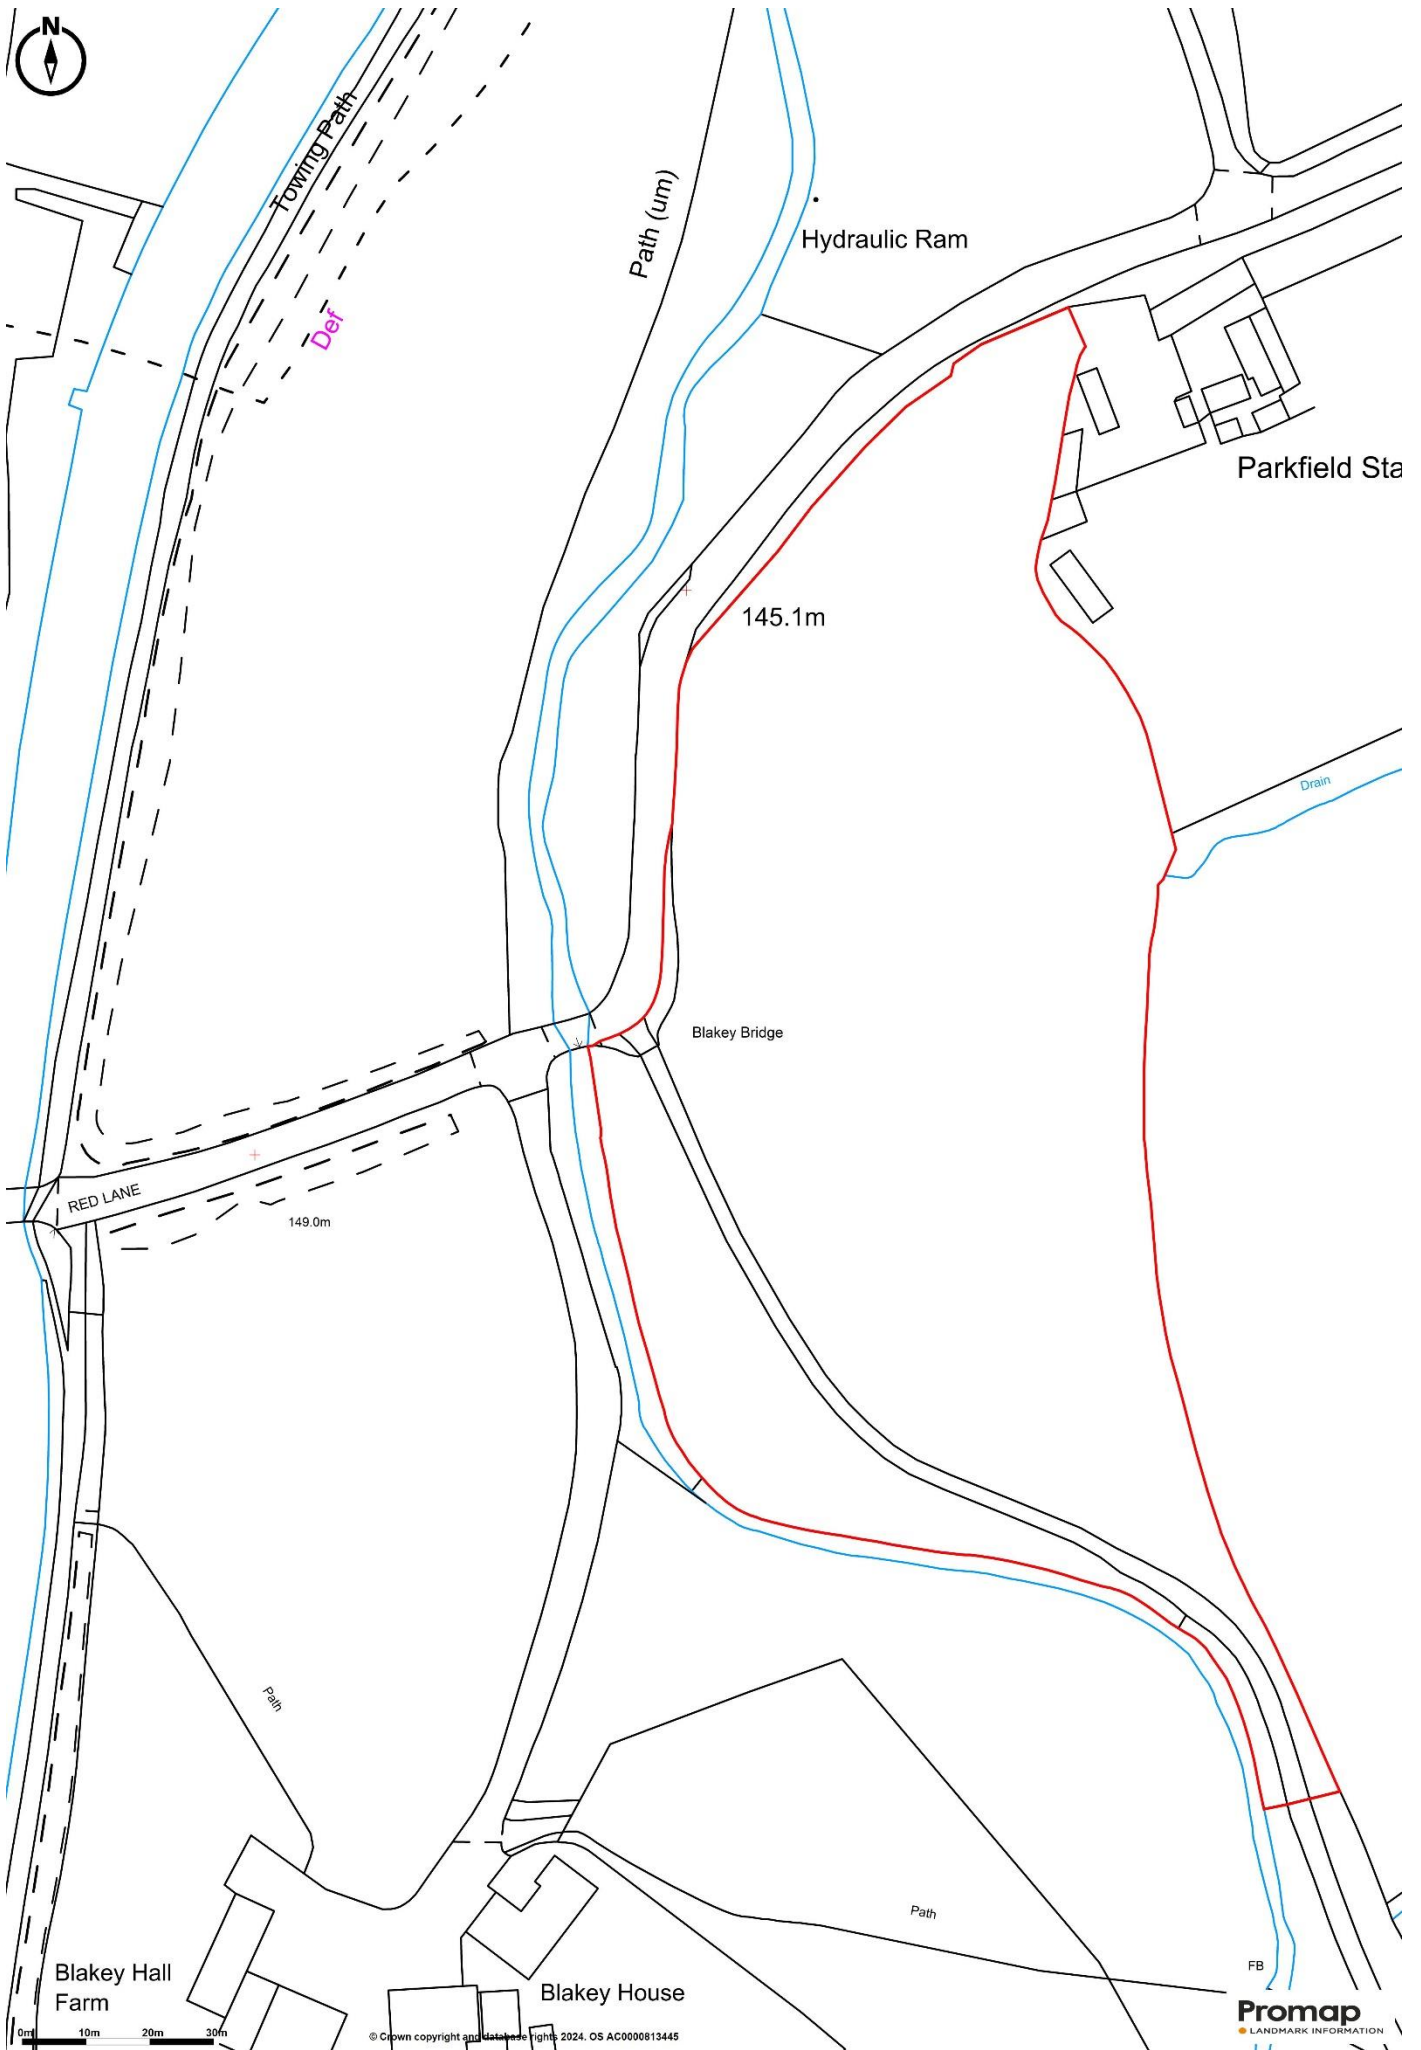 N
Towing Path
Path (um)
Hydraulic Ram
Def
Parkfield Sta
145.1m
Drain
Blakey Bridge
RED LANE
149.0m
Path
Path
FB
Blakey Hall
Farm
Blakey House
0m 10m 20m 30m
© Crown copyright and database rights 2024. OS AC0000813445
Promap
LANDMARK INFORMATION